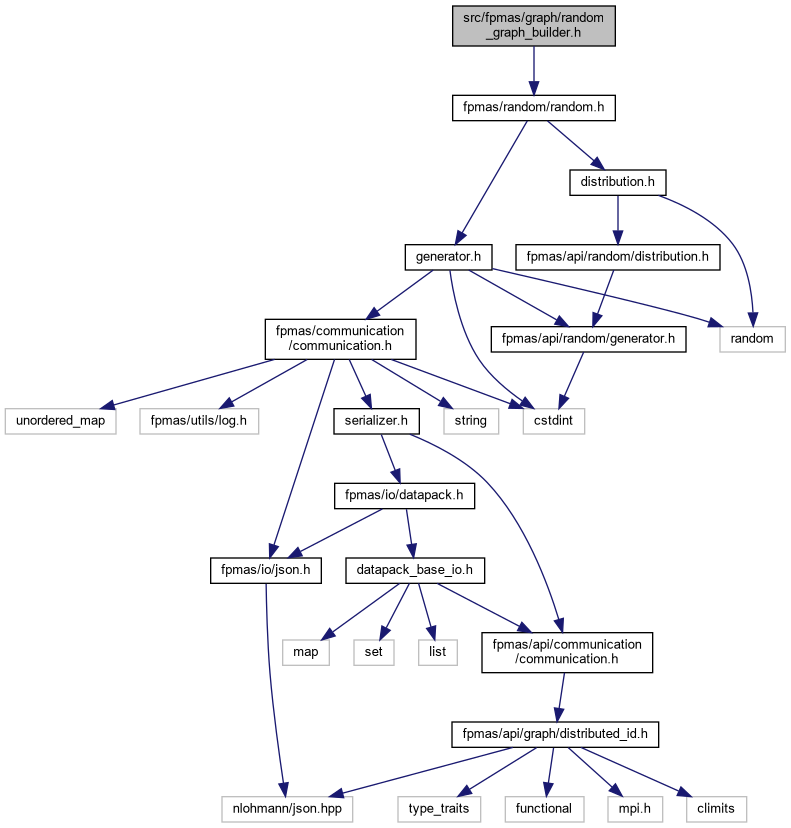 src/fpmas/graph/random
_graph_builder.h
fpmas/random/random.h
distribution.h
generator.h
fpmas/api/random/distribution.h
fpmas/communication
/communication.h
fpmas/api/random/generator.h
random
unordered_map
fpmas/utils/log.h
serializer.h
string
cstdint
fpmas/io/datapack.h
fpmas/io/json.h
datapack_base_io.h
map
set
list
fpmas/api/communication
/communication.h
fpmas/api/graph/distributed_id.h
nlohmann/json.hpp
type_traits
functional
mpi.h
climits